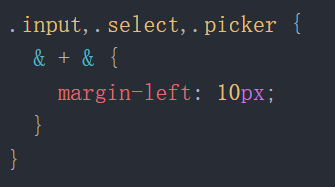 .input,.select,.picker {
& + & {
margin-left: 10px;
}
}